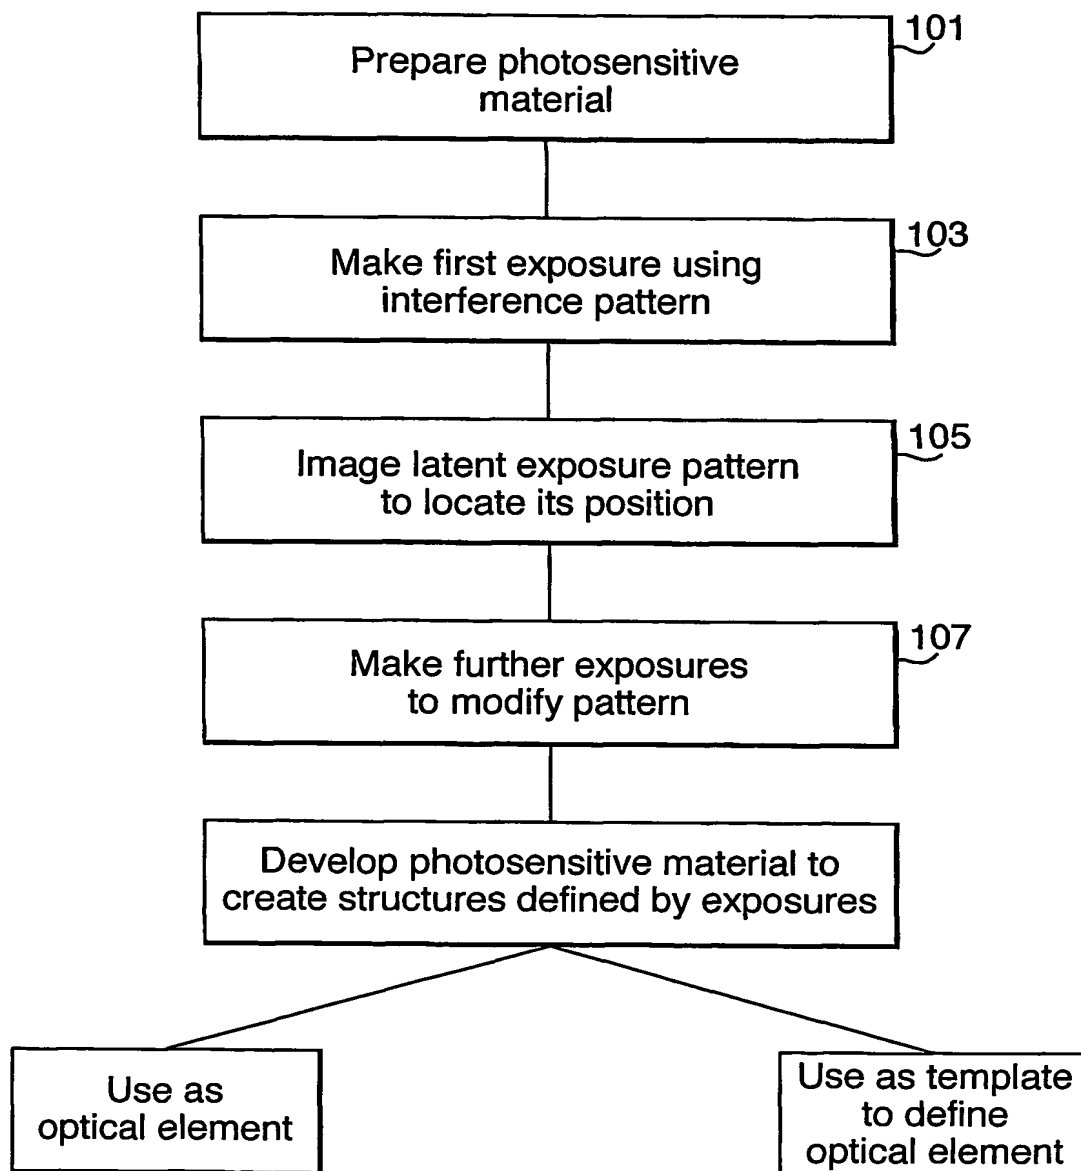 101
Prepare photosensitive
material
103
Make first exposure using
interference pattern
105
Image latent exposure pattern
to locate its position
107
Make further exposures
to modify pattern
Develop photosensitive material to
create structures defined by exposures
Use as
optical element
Use as template
to define
optical element